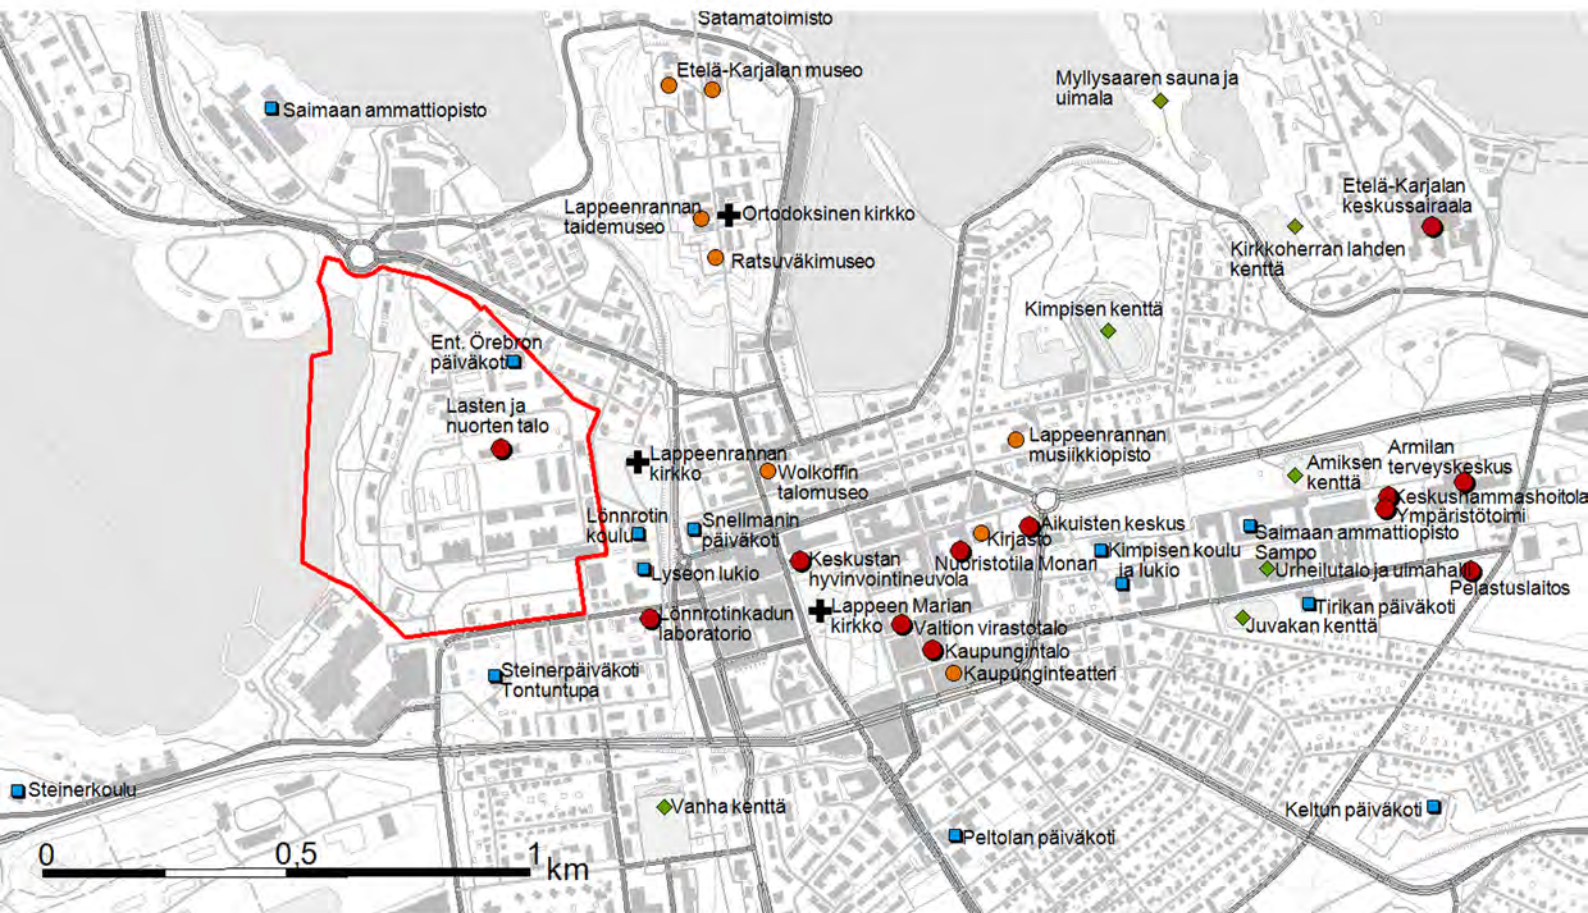 Satamatoimisto
Etelä-Karjalan museo
Myllysaaren sauna ja
uimala
Saimaan ammattiopisto
Etelä-Karjalan
keskussairaala
Lappeenrannan
taidemuseo
Ortodoksinen kirkko
Ratsuväkimuseo
Kirkkoherran lahden
kenttä
Kimpisen kenttä
Ent. Örebron
päiväkoti
Lasten ja
nuorten talo
Lappeenrannan
kirkko
Wolkoffin
talomuseo
Lappeenrannan
musiikkiopisto
Amiksen
kenttä
Armilan
terveyskeskus
Keskushammashoitola
Ympäristötoimi
Lönnrotin
koulu
Snellmanin
päiväkoti
Lyseon lukio
Keskustan
hyvinvointineuvola
Kirjasto
Nuorisotila Monari
Aikuisten keskus
Kimpisen koulu
ja lukio
Saimaan ammattiopisto
Sampo
Urheilutalo ja uimahalli
Pelastuslaitos
Lönnrotinkadun
laboratorio
Lappeen Marian
kirkko
Valtion virastotalo
Kaupungintalo
Kaupunginteatteri
Tirikan päiväkoti
Juvakan kenttä
Steinerpäiväkoti
Tontuntupa
Steinerkoulu
Vanha kenttä
Peltolan päiväkoti
Keltun päiväkoti
0 0,5 1 km